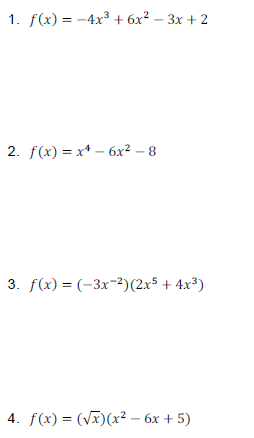 1. f(x) = −4x³ + 6x² − 3x + 2
2. f(x) = x⁴ − 6x² − 8
3. f(x) = (−3x⁻²)(2x⁵ + 4x³)
4. f(x) = (√x)(x² − 6x + 5)